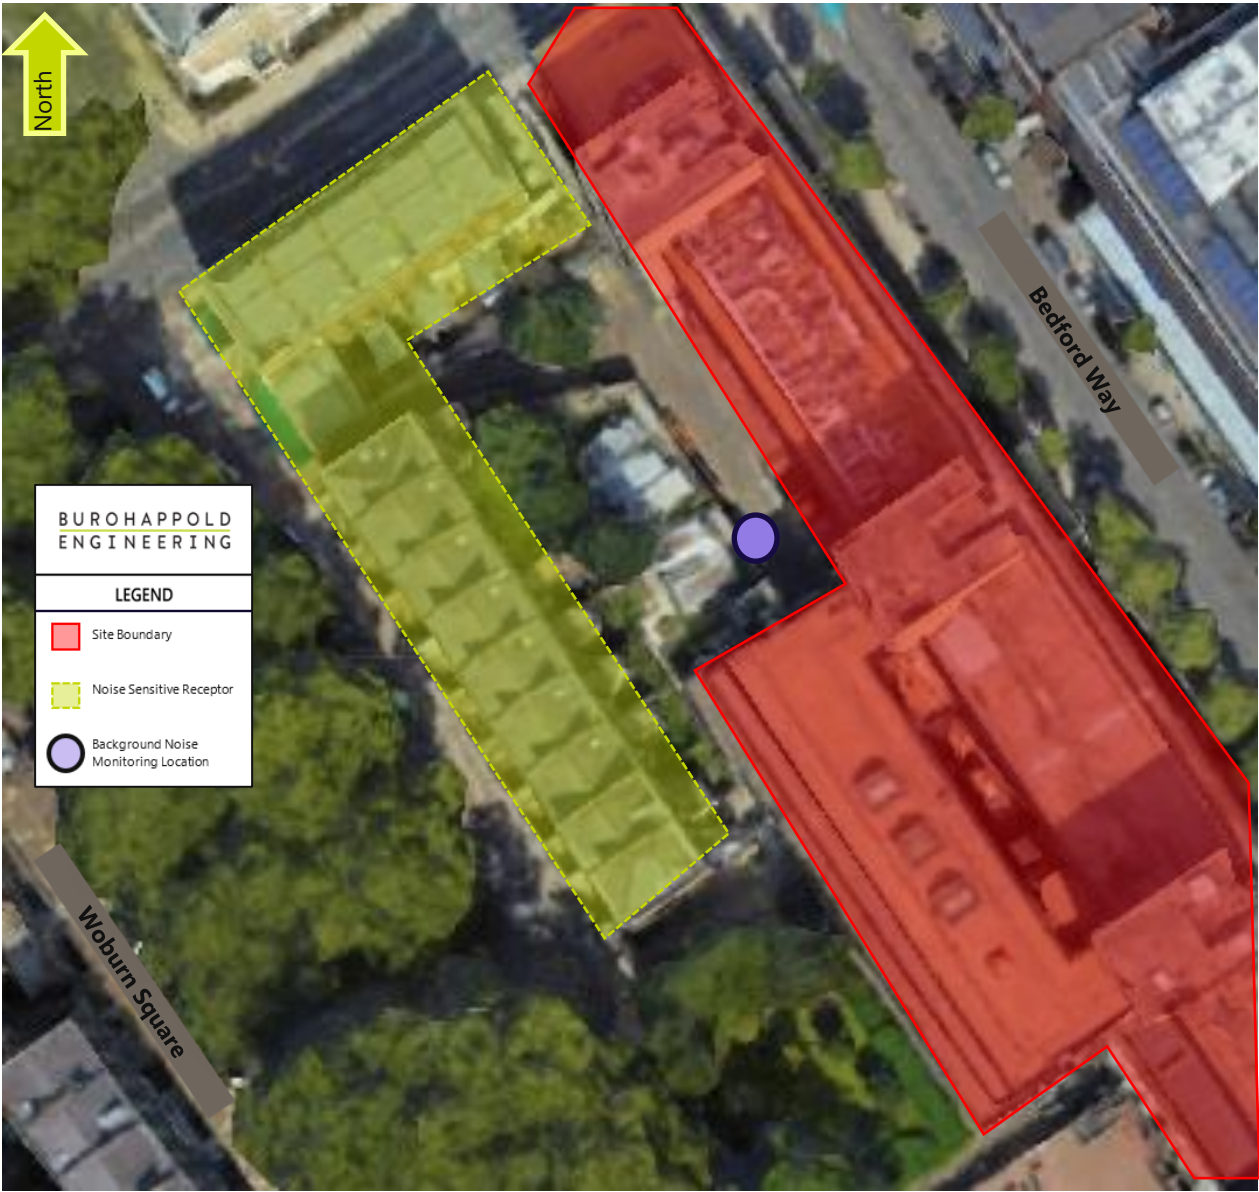 North
Bedford Way
BUROHAPPOLD
ENGINEERING
LEGEND
Site Boundary
Noise Sensitive Receptor
Background Noise
Monitoring Location
Woburn Square